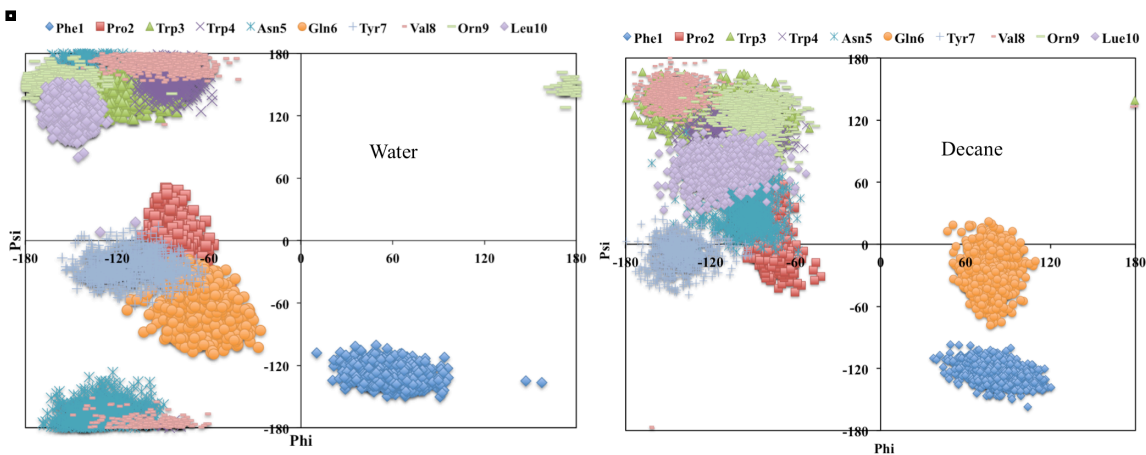 Phe1 Pro2 Trp3 Trp4 Asn5 Gln6 Tyr7 Val8 Orn9 Leu10
180
120
60
0
-60
-120
-180
-180 -120 -60 0 60 120 180
Water
Psi
Phi
Phe1 Pro2 Trp3 Trp4 Asn5 Gln6 Tyr7 Val8 Orn9 Lue10
180
120
60
0
-60
-120
-180
-180 -120 -60 0 60 120 180
Decane
Psi
Phi